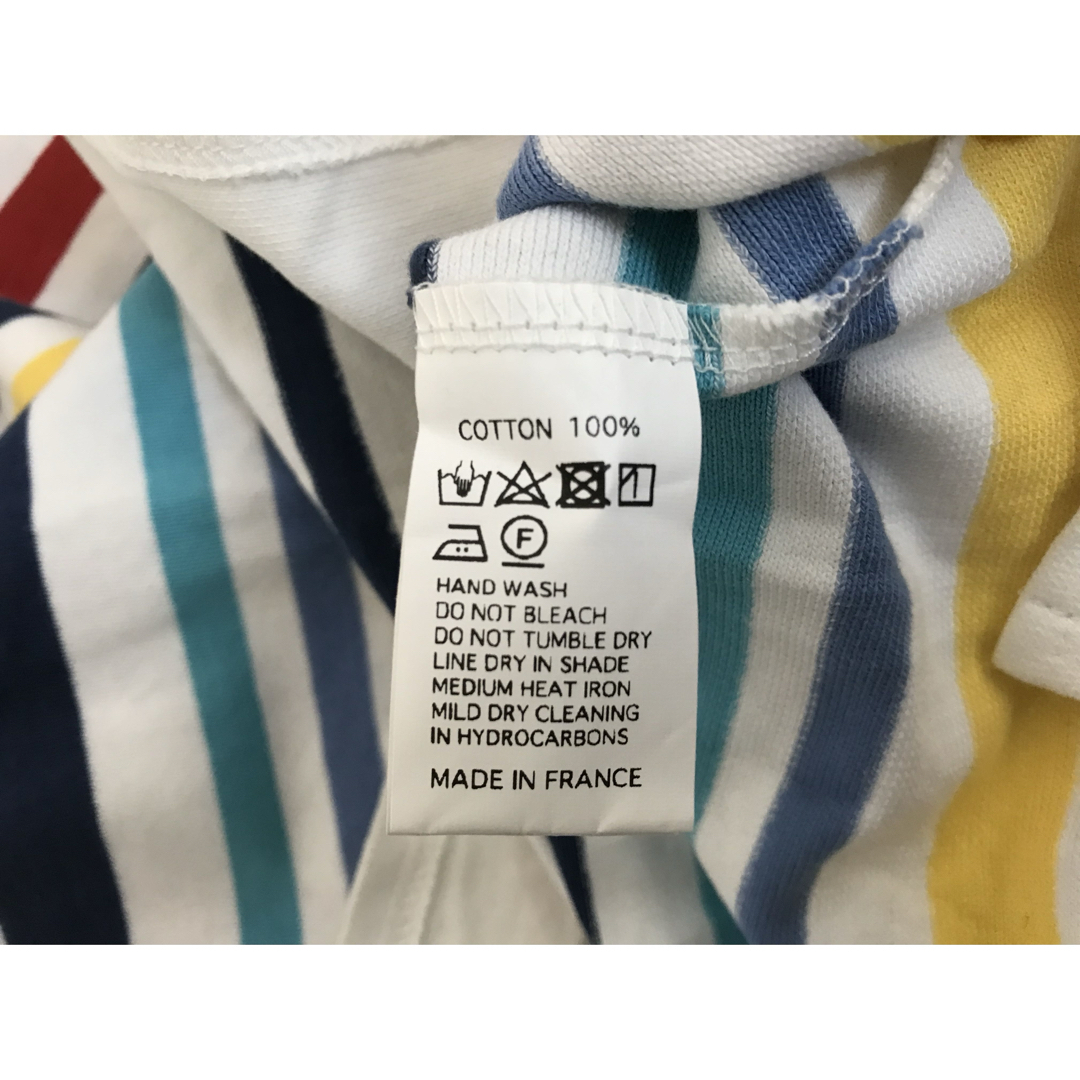 COTTON 100%
F
HAND WASH
DO NOT BLEACH
DO NOT TUMBLE DRY
LINE DRY IN SHADE
MEDIUM HEAT IRON
MILD DRY CLEANING
IN HYDROCARBONS
MADE IN FRANCE